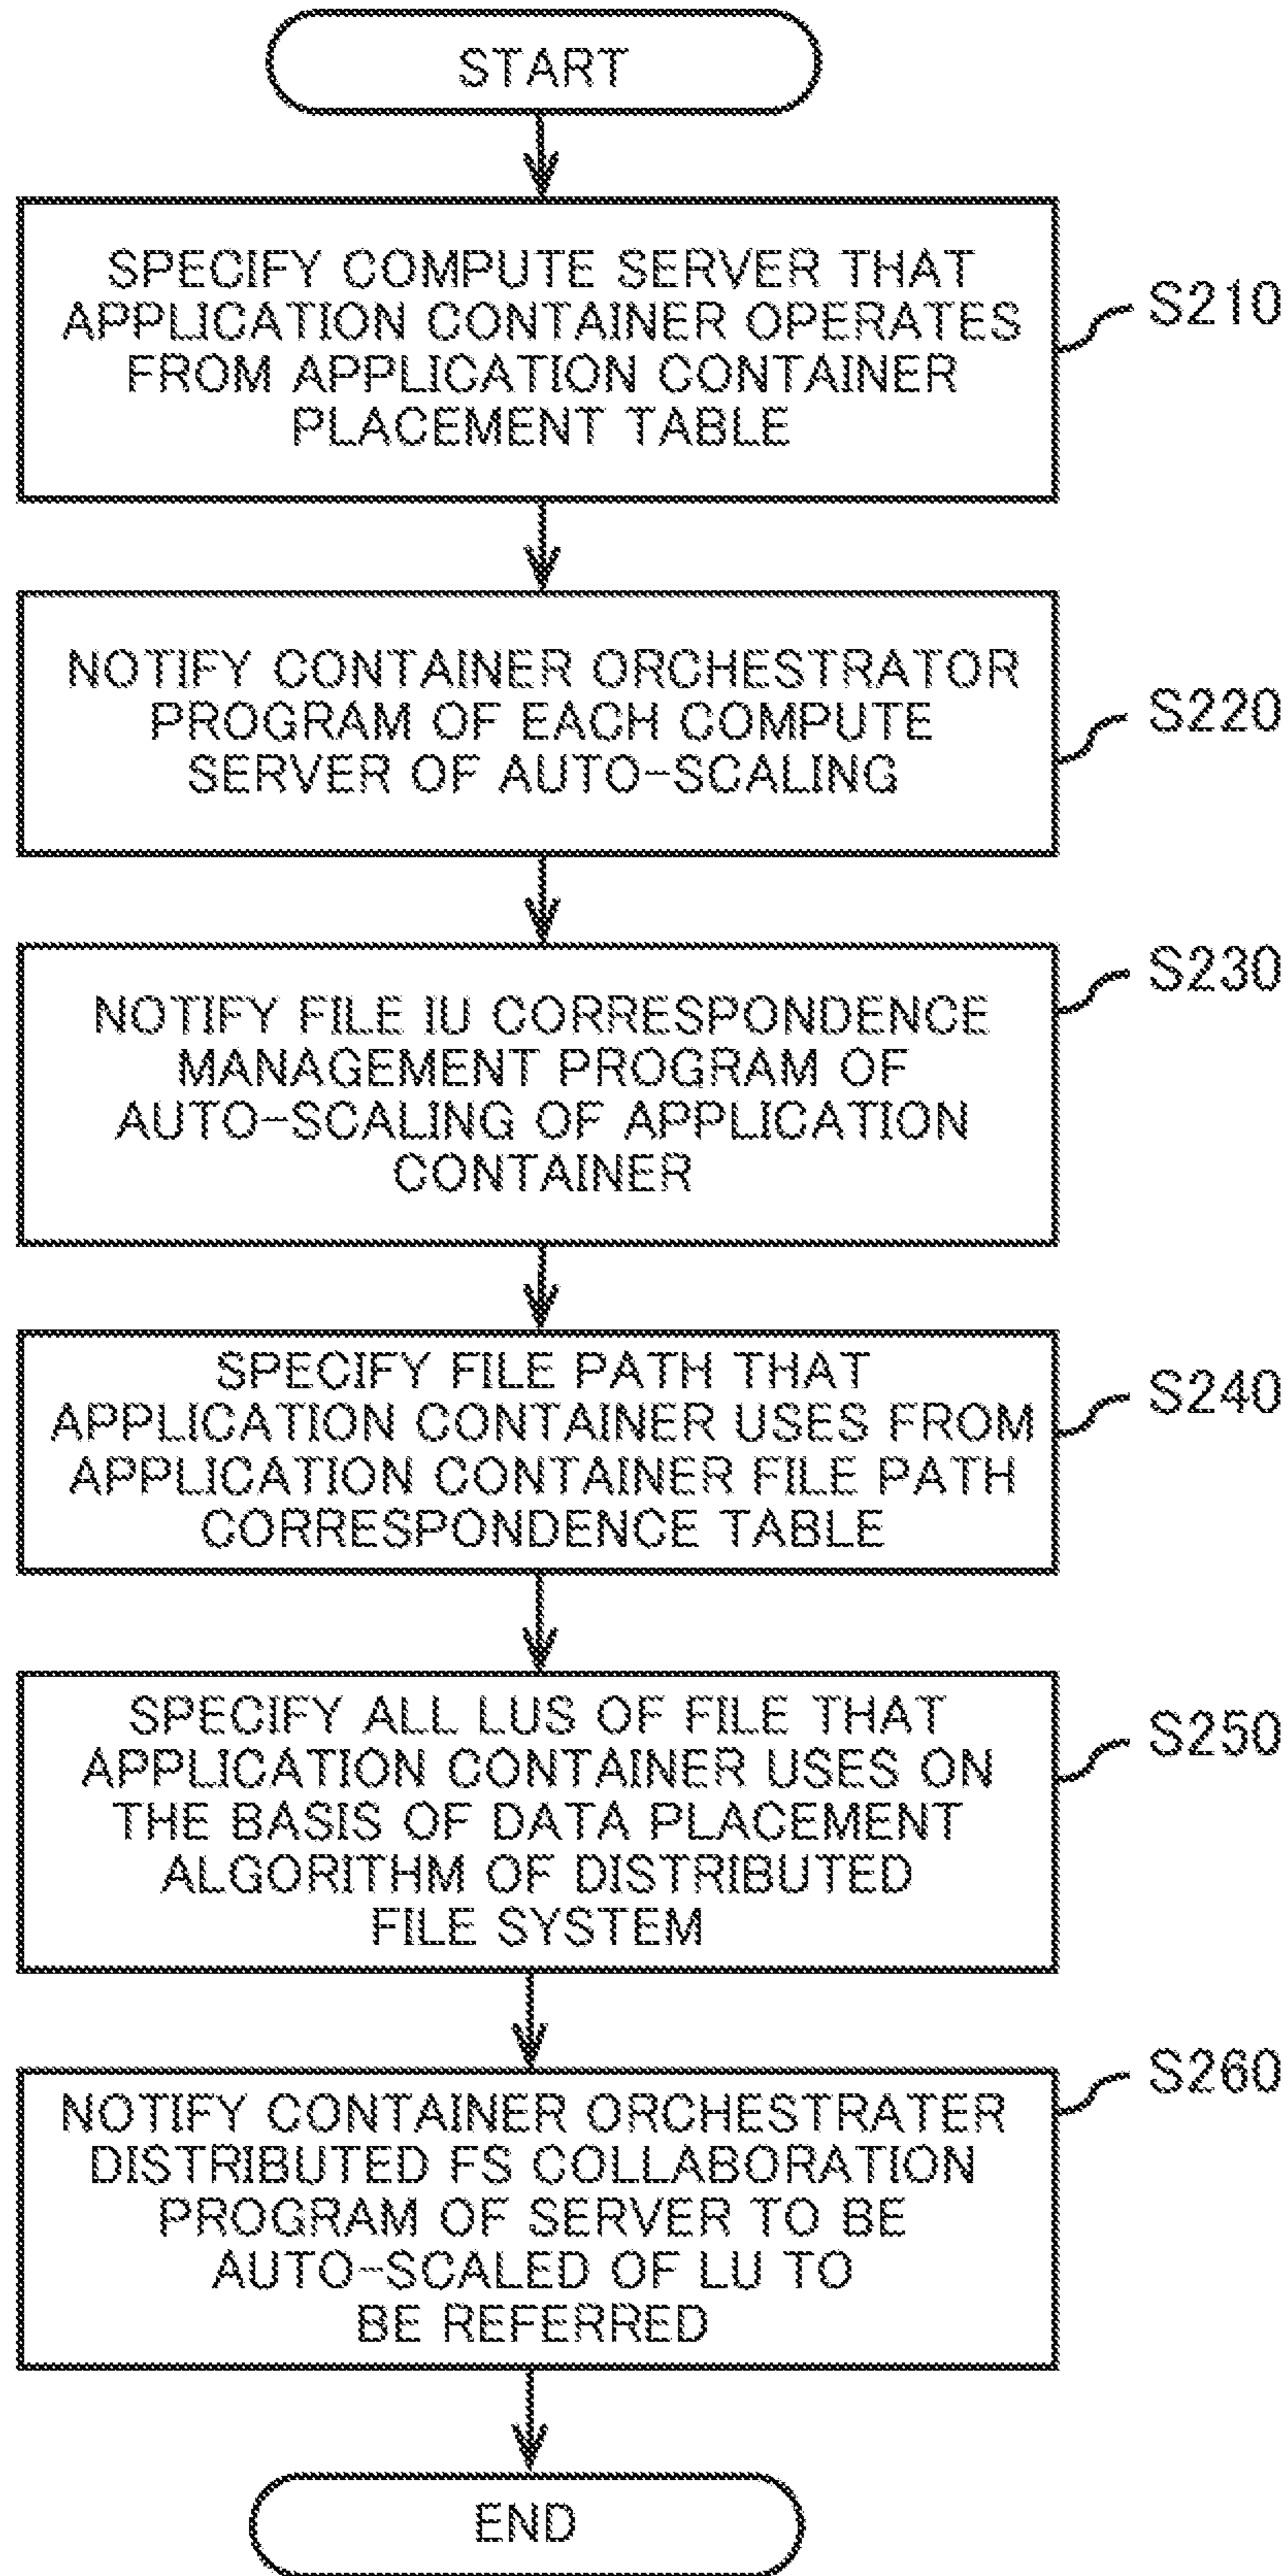 START
SPECIFY COMPUTE SERVER THAT
APPLICATION CONTAINER OPERATES
FROM APPLICATION CONTAINER
PLACEMENT TABLE
S210
NOTIFY CONTAINER ORCHESTRATOR
PROGRAM OF EACH COMPUTE
SERVER OF AUTO-SCALING
S220
NOTIFY FILE IU CORRESPONDENCE
MANAGEMENT PROGRAM OF
AUTO-SCALING OF APPLICATION
CONTAINER
S230
SPECIFY FILE PATH THAT
APPLICATION CONTAINER USES FROM
APPLICATION CONTAINER FILE PATH
CORRESPONDENCE TABLE
S240
SPECIFY ALL LUS OF FILE THAT
APPLICATION CONTAINER USES ON
THE BASIS OF DATA PLACEMENT
ALGORITHM OF DISTRIBUTED
FILE SYSTEM
S250
NOTIFY CONTAINER ORCHESTRATER
DISTRIBUTED FS COLLABORATION
PROGRAM OF SERVER TO BE
AUTO-SCALED OF LU TO
BE REFERRED
S260
END